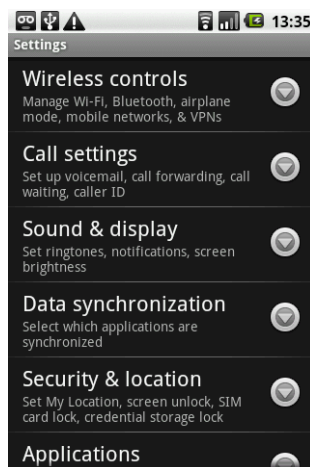 13:35
Settings
Wireless controls
Manage Wi-Fi, Bluetooth, airplane
mode, mobile networks, & VPNs
Call settings
Set up voicemail, call forwarding, call
waiting, caller ID
Sound & display
Set ringtones, notifications, screen
brightness
Data synchronization
Select which applications are
synchronized
Security & location
Set My Location, screen unlock, SIM
card lock, credential storage lock
Applications